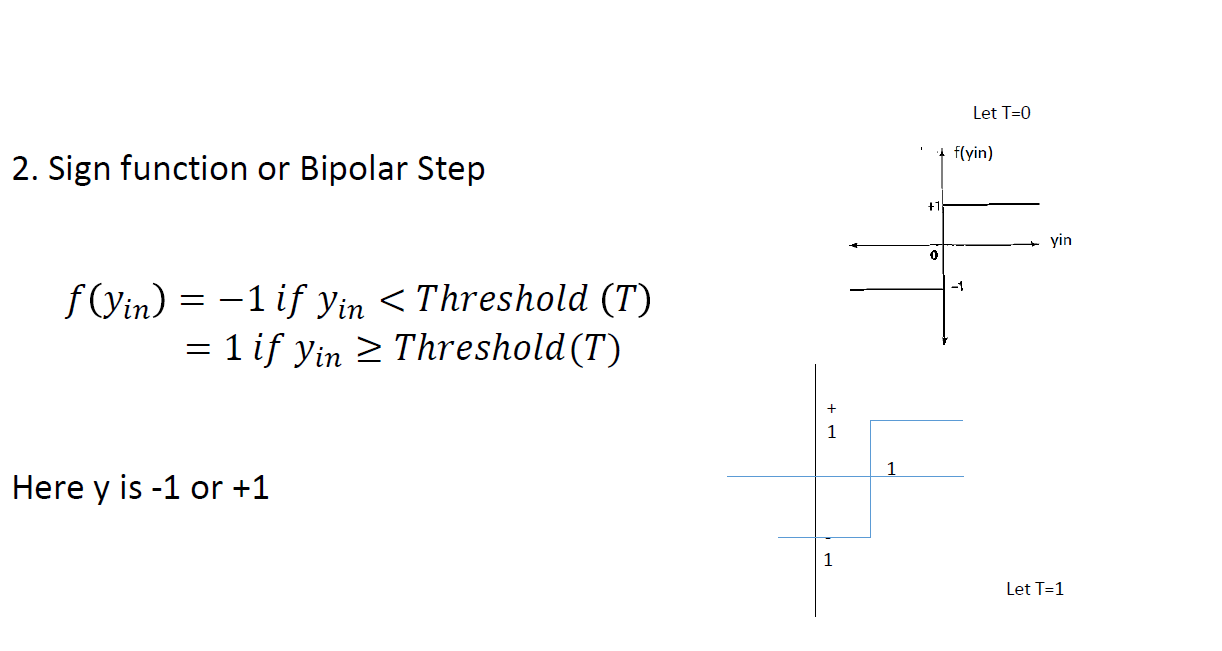 2. Sign function or Bipolar Step
f(y_in) = −1 if y_in < Threshold (T)
= 1 if y_in ≥ Threshold(T)
Here y is -1 or +1
Let T=0
f(yin)
+1
yin
0
-1
+
1
1
-
1
Let T=1